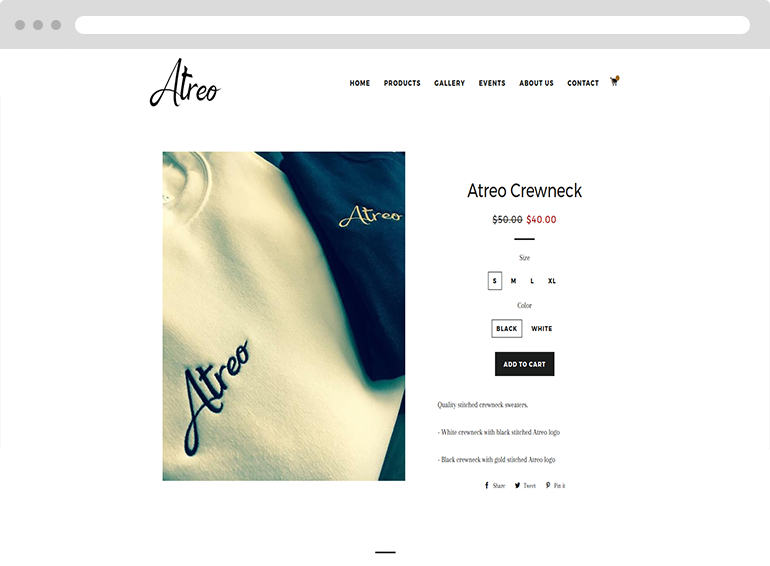 Atreo
HOME PRODUCTS GALLERY EVENTS ABOUT US CONTACT
Atreo
Atreo
Atreo Crewneck
$50.00 $40.00
Size
S M L XL
Color
BLACK WHITE
ADD TO CART
Quality stitched crewneck sweaters.
- White crewneck with black stitched Atreo logo
- Black crewneck with gold stitched Atreo logo
Share Tweet Pin it